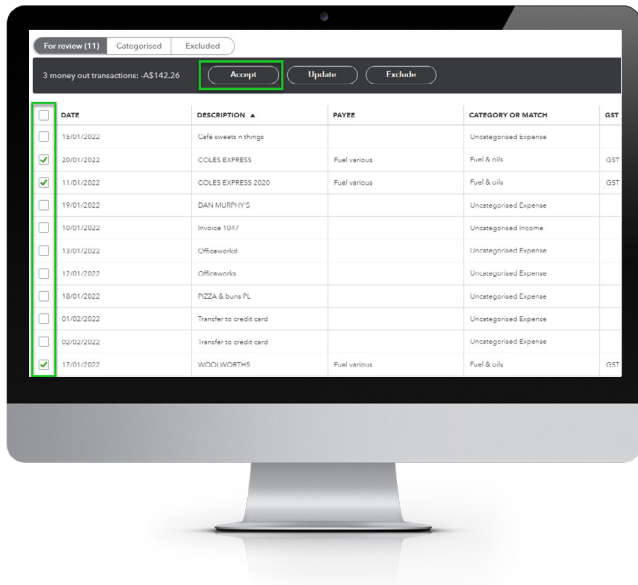 For review (11) Categorised Excluded
3 money out transactions: -A$142.26 Accept Update Exclude
DATE DESCRIPTION ▲ PAYEE CATEGORY OR MATCH GST
15/01/2022 Café sweets n things Uncategorised Expense
20/01/2022 COLES EXPRESS Fuel various Fuel & oils GST
11/01/2022 COLES EXPRESS 2020 Fuel various Fuel & oils GST
19/01/2022 DAN MURPHY'S Uncategorised Expense
10/01/2022 Invoice 1047 Uncategorised Income
13/01/2022 Officeworkd Uncategorised Expense
12/01/2022 Officeworks Uncategorised Expense
18/01/2022 PIZZA & buns PL Uncategorised Expense
01/02/2022 Transfer to credit card Uncategorised Expense
02/02/2022 Transfer to credit card Uncategorised Expense
17/01/2022 WOOLWORTHS Fuel various Fuel & oils GST